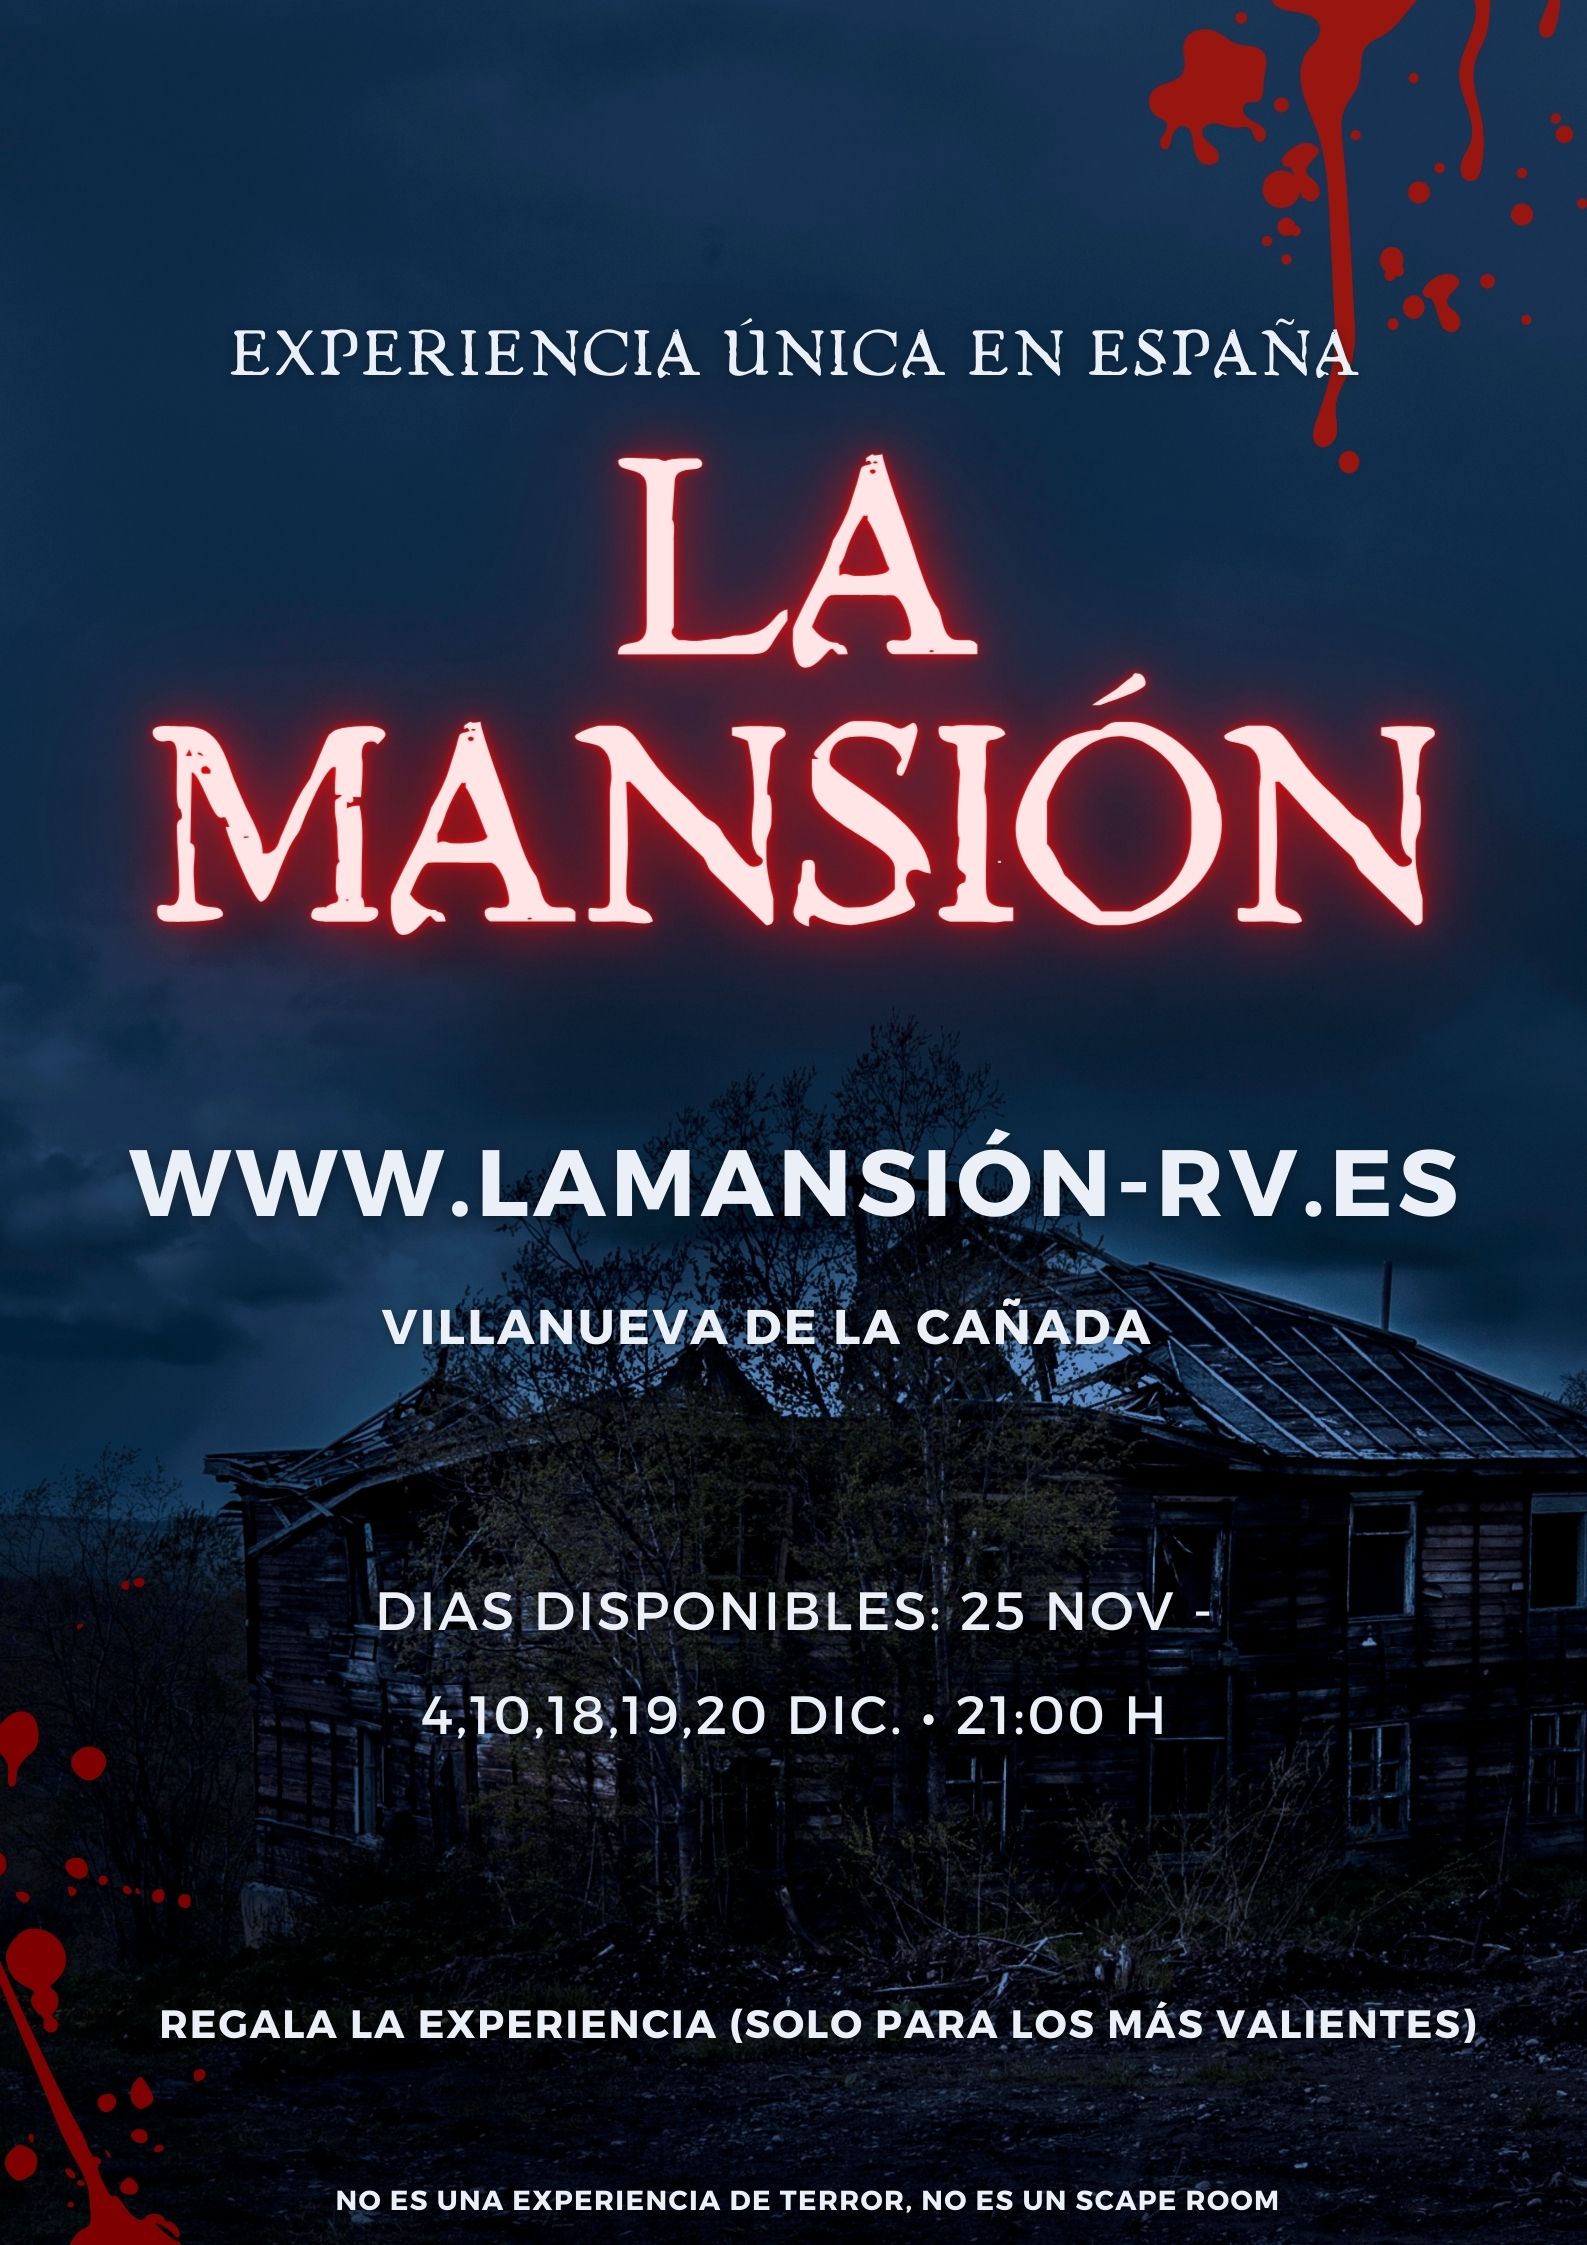 EXPERIENCIA ÚNICA EN ESPAÑA
LA
MANSIÓN
WWW.LAMANSIÓN-RV.ES
VILLANUEVA DE LA CAÑADA
DIAS DISPONIBLES: 25 NOV -
4,10,18,19,20 DIC. • 21:00 H
REGALA LA EXPERIENCIA (SOLO PARA LOS MÁS VALIENTES)
NO ES UNA EXPERIENCIA DE TERROR, NO ES UN SCAPE ROOM